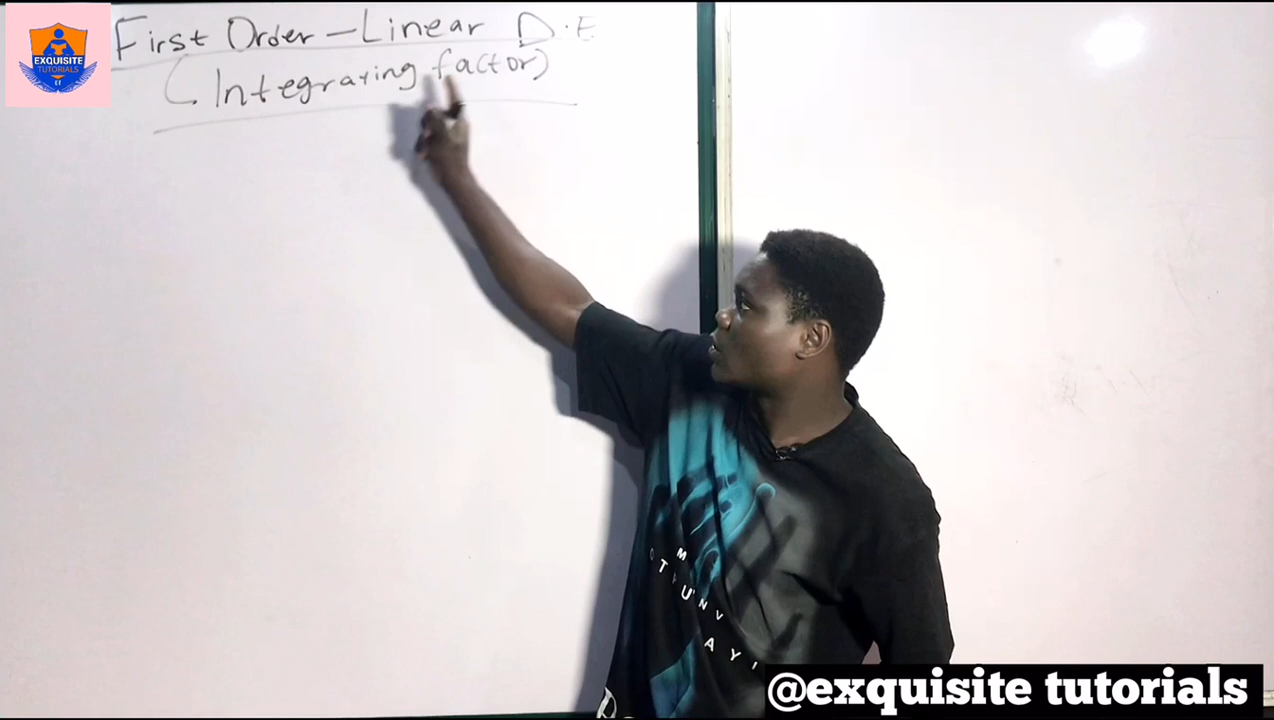 First Order - Linear D.E
(Integrating factor)
EXQUISITE
TUTORIALS
M
@exquisite tutorials